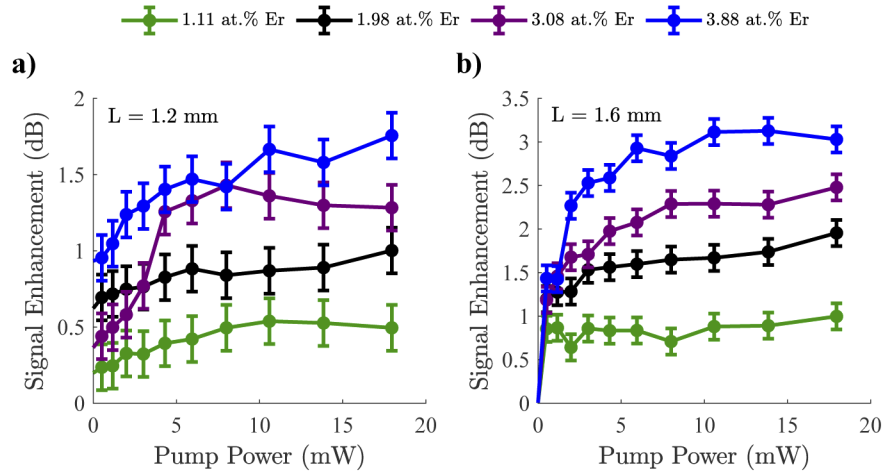 1.11 at.% Er 1.98 at.% Er 3.08 at.% Er 3.88 at.% Er
a)
L = 1.2 mm
Signal Enhancement (dB)
2
1.5
1
0.5
0
0 5 10 15 20
Pump Power (mW)
b)
L = 1.6 mm
Signal Enhancement (dB)
3.5
3
2.5
2
1.5
1
0.5
0
0 5 10 15 20
Pump Power (mW)